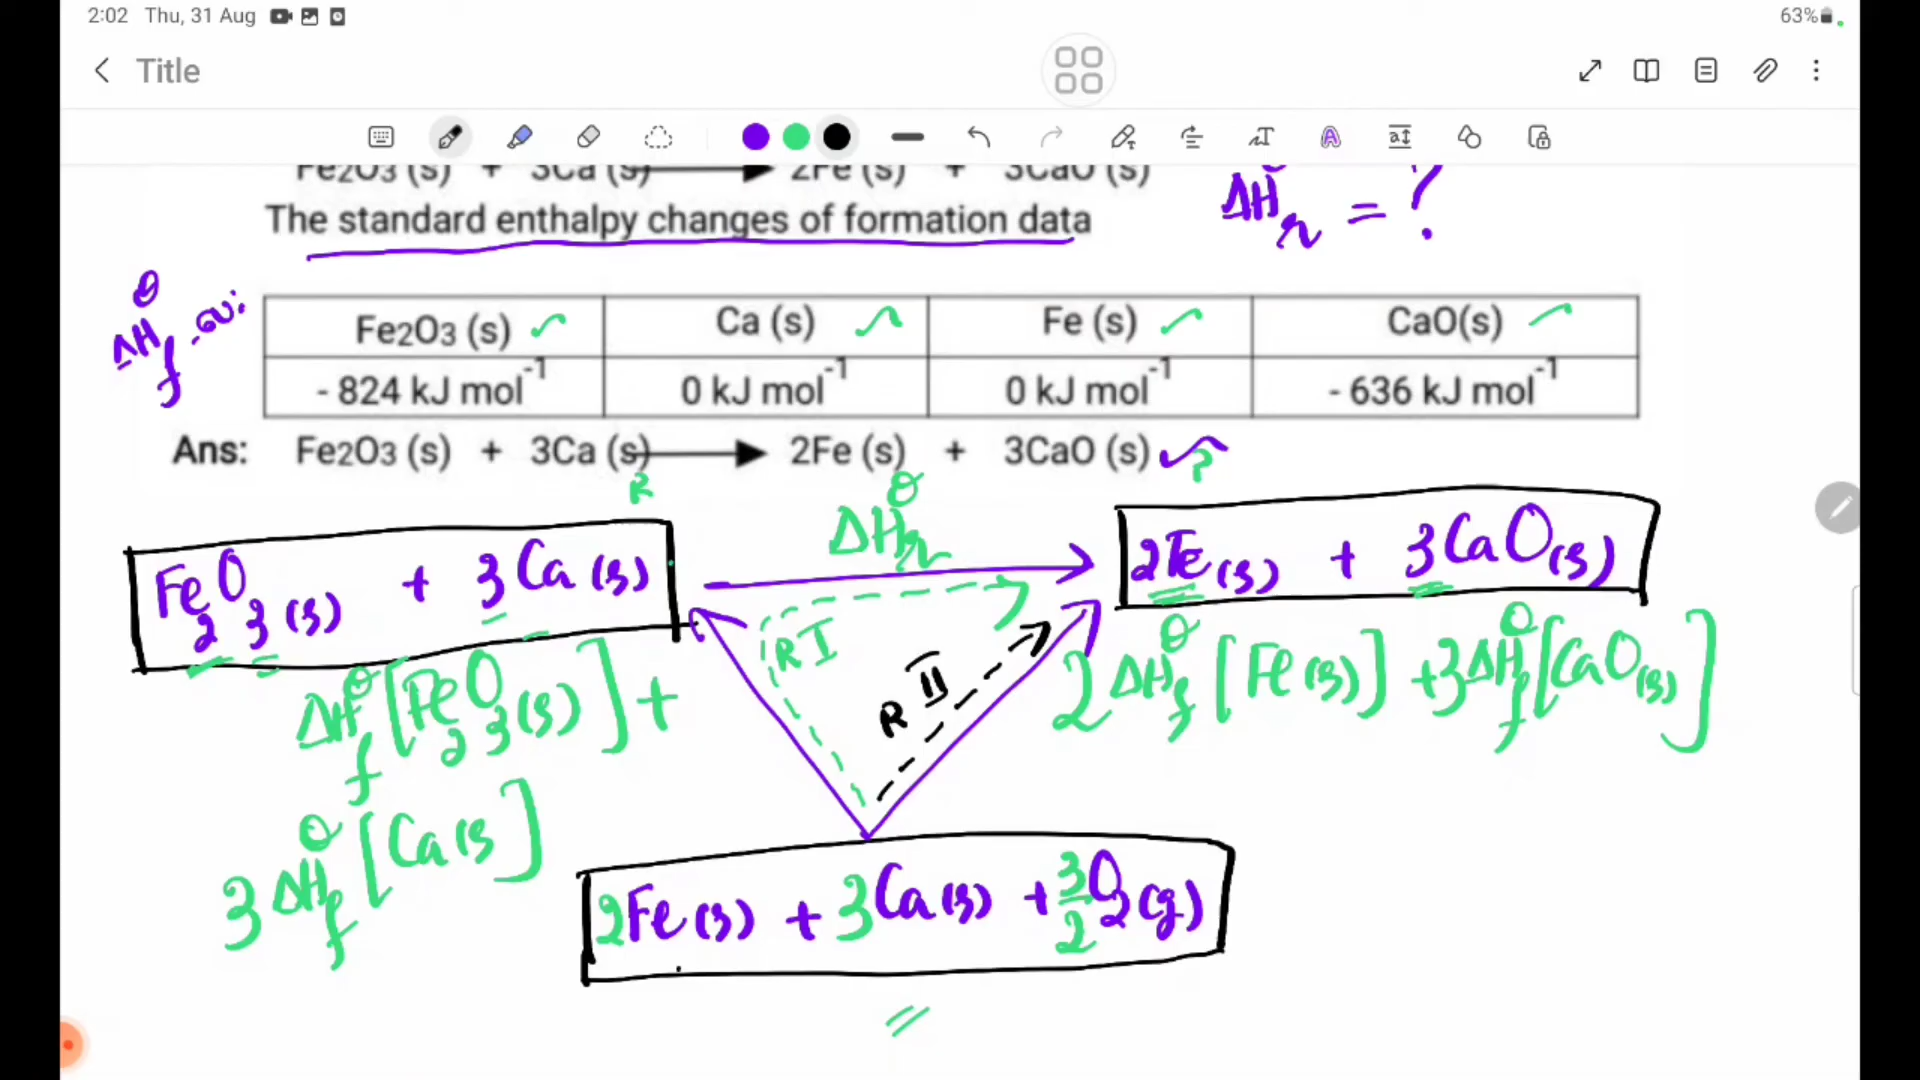 2:02 Thu, 31 Aug 63%
Title
Fe2O3 (s) + 3Ca (s) → 2Fe (s) + 3CaO (s)
ΔH r = ?
The standard enthalpy changes of formation data
ΔH f θ
Fe2O3 (s) Ca (s) Fe (s) CaO(s)
- 824 kJ mol-1 0 kJ mol-1 0 kJ mol-1 - 636 kJ mol-1
Ans: Fe2O3 (s) + 3Ca (s) → 2Fe (s) + 3CaO (s)
R P
ΔH r θ
Fe2O3(s) + 3Ca(s) 2Fe(s) + 3CaO(s)
R I
R II
ΔH f θ [Fe2O3(s)] + 2ΔH f θ [Fe(s)] + 3ΔH f θ [CaO(s)]
3ΔH f θ [Ca(s]
2Fe(s) + 3Ca(s) + 3/2 O2(g)